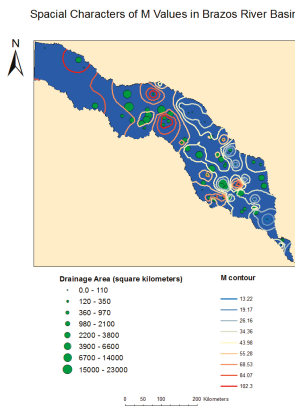 Spacial Characters of M Values in Brazos River Basin
N
Drainage Area (square kilometers)
0.0 - 110
120 - 350
360 - 970
980 - 2100
2200 - 3800
3900 - 6600
6700 - 14000
15000 - 23000
M contour
13.22
19.17
26.16
34.36
43.98
55.28
68.53
84.07
102.3
0 50 100 200 Kilometers